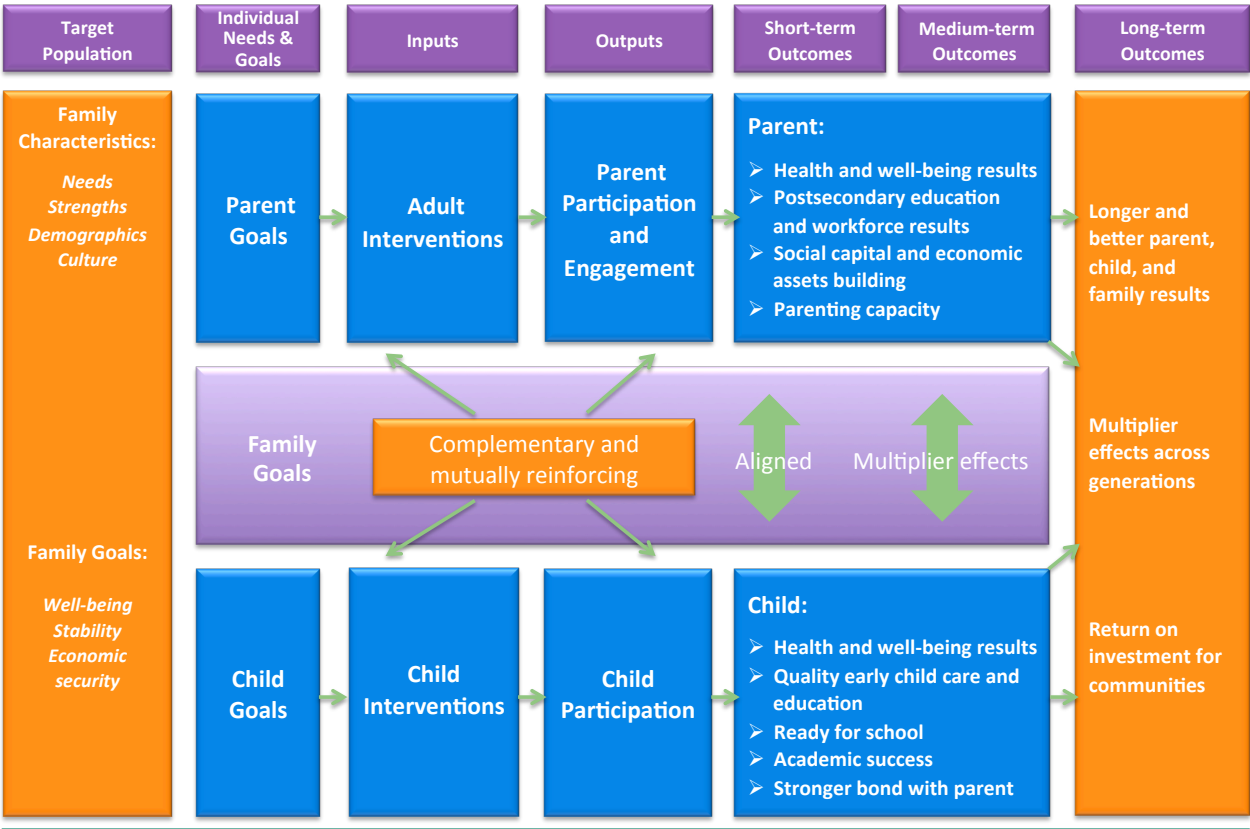 Target
Population
Individual
Needs &
Goals
Inputs
Outputs
Short-term
Outcomes
Medium-term
Outcomes
Long-term
Outcomes
Family
Characteristics:
Needs
Strengths
Demographics
Culture
Family Goals:
Well-being
Stability
Economic
security
Parent
Goals
Adult
Interventions
Parent
Participation
and
Engagement
Parent:
➢ Health and well-being results
➢ Postsecondary education
and workforce results
➢ Social capital and economic
assets building
➢ Parenting capacity
Family
Goals
Complementary and
mutually reinforcing
Aligned
Multiplier effects
Child
Goals
Child
Interventions
Child
Participation
Child:
➢ Health and well-being results
➢ Quality early child care and
education
➢ Ready for school
➢ Academic success
➢ Stronger bond with parent
Longer and
better parent,
child, and
family results
Multiplier
effects across
generations
Return on
investment for
communities